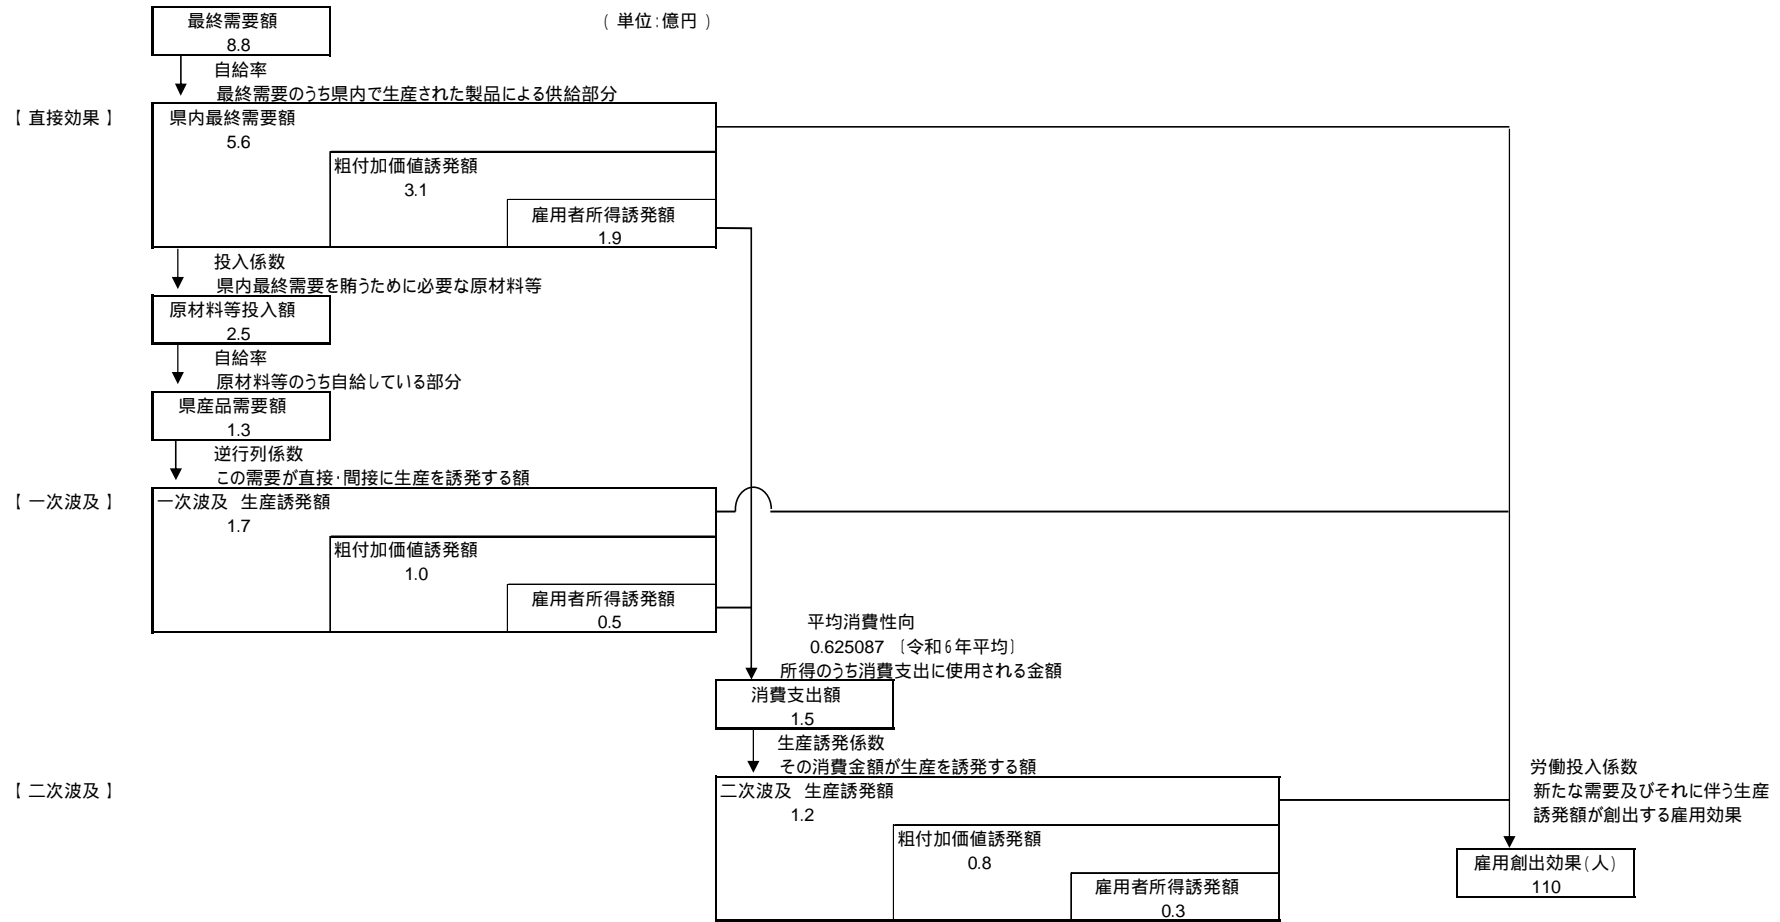 最終需要額
(単位:億円)
8.8
自給率
最終需要のうち県内で生産された製品による供給部分
【直接効果】
県内最終需要額
5.6
粗付加価値誘発額
3.1
雇用者所得誘発額
1.9
投入係数
県内最終需要を賄うために必要な原材料等
原材料等投入額
2.5
自給率
原材料等のうち自給している部分
県産品需要額
1.3
逆行列係数
この需要が直接・間接に生産を誘発する額
【一次波及】
一次波及 生産誘発額
1.7
粗付加価値誘発額
1.0
雇用者所得誘発額
0.5
平均消費性向
0.625087 〔令和6年平均〕
所得のうち消費支出に使用される金額
消費支出額
1.5
生産誘発係数
その消費金額が生産を誘発する額
【二次波及】
二次波及 生産誘発額
1.2
粗付加価値誘発額
0.8
雇用者所得誘発額
0.3
労働投入係数
新たな需要及びそれに伴う生産
誘発額が創出する雇用効果
雇用創出効果(人)
110